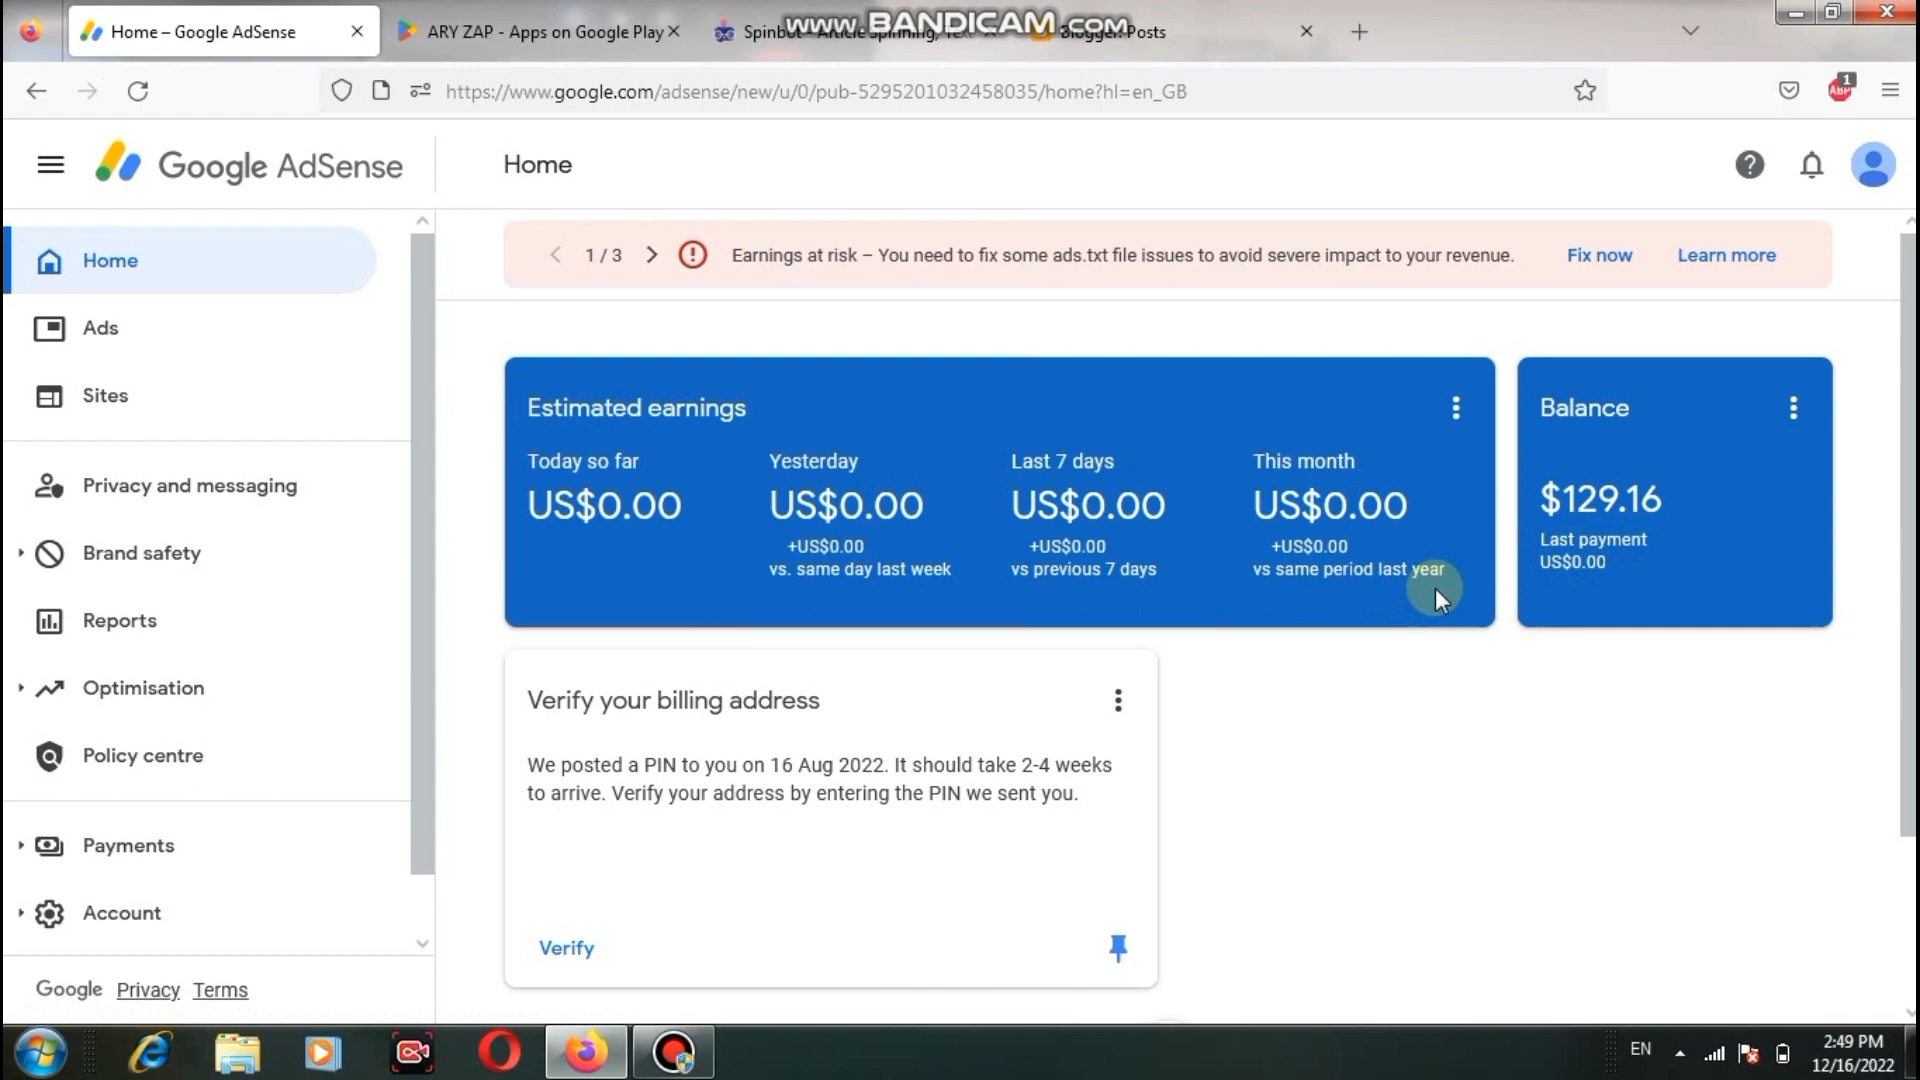 www.BANDICAM.com
Home – Google AdSense
ARY ZAP - Apps on Google Play
Spinbot - Article Spinning, Tex
Blogger: Posts
https://www.google.com/adsense/new/u/0/pub-5295201032458035/home?hl=en_GB
ABP
1
Google AdSense
Home
1 / 3
Earnings at risk – You need to fix some ads.txt file issues to avoid severe impact to your revenue.
Fix now
Learn more
Home
Ads
Sites
Privacy and messaging
Brand safety
Reports
Optimisation
Policy centre
Payments
Account
Google Privacy Terms
Estimated earnings
Today so far
US$0.00
Yesterday
US$0.00
+US$0.00
vs. same day last week
Last 7 days
US$0.00
+US$0.00
vs previous 7 days
This month
US$0.00
+US$0.00
vs same period last year
Balance
$129.16
Last payment
US$0.00
Verify your billing address
We posted a PIN to you on 16 Aug 2022. It should take 2-4 weeks
to arrive. Verify your address by entering the PIN we sent you.
Verify
EN
2:49 PM
12/16/2022